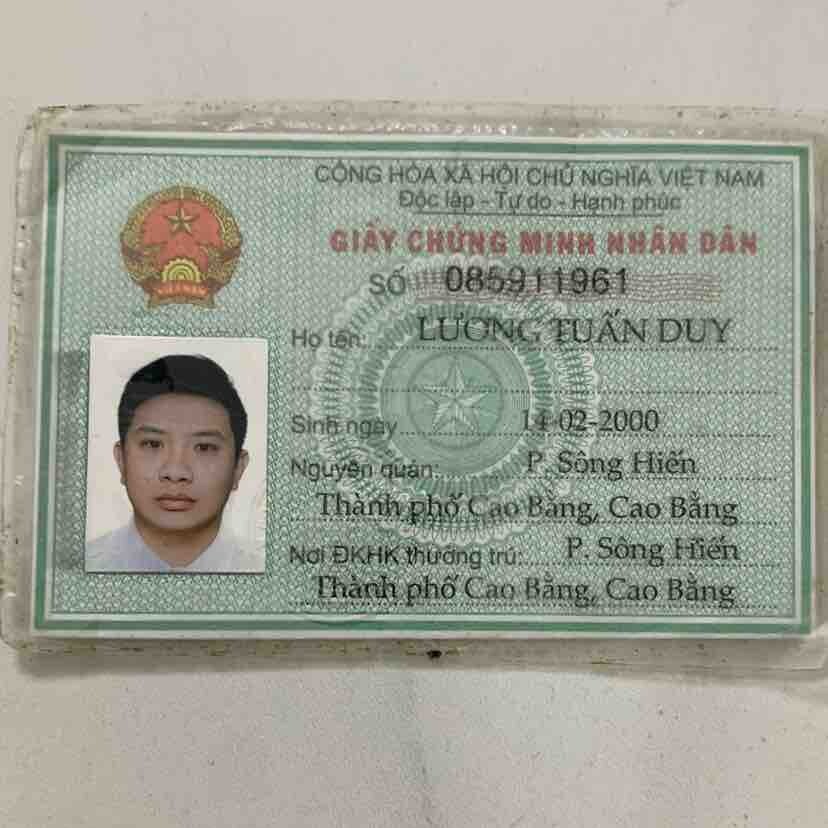 CỘNG HÒA XÃ HỘI CHỦ NGHĨA VIỆT NAM
Độc lập - Tự do - Hạnh phúc
GIẤY CHỨNG MINH NHÂN DÂN
SỐ 085911961
Họ tên: LƯƠNG TUẤN DUY
Sinh ngày 14-02-2000
Nguyên quán: P. Sông Hiến
Thành phố Cao Bằng, Cao Bằng
Nơi ĐKHK thường trú: P. Sông Hiến
Thành phố Cao Bằng, Cao Bằng
VIỆT NAM